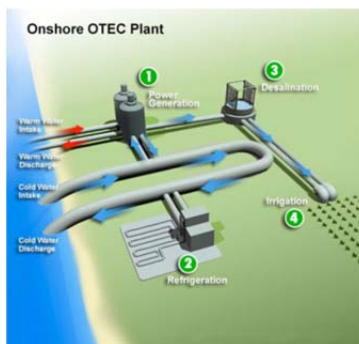 Onshore OTEC Plant
1
Power
Generation
3
Desalination
Warm Water
Intake
Warm Water
Discharge
Cold Water
Intake
Cold Water
Discharge
Irrigation
4
2
Refrigeration